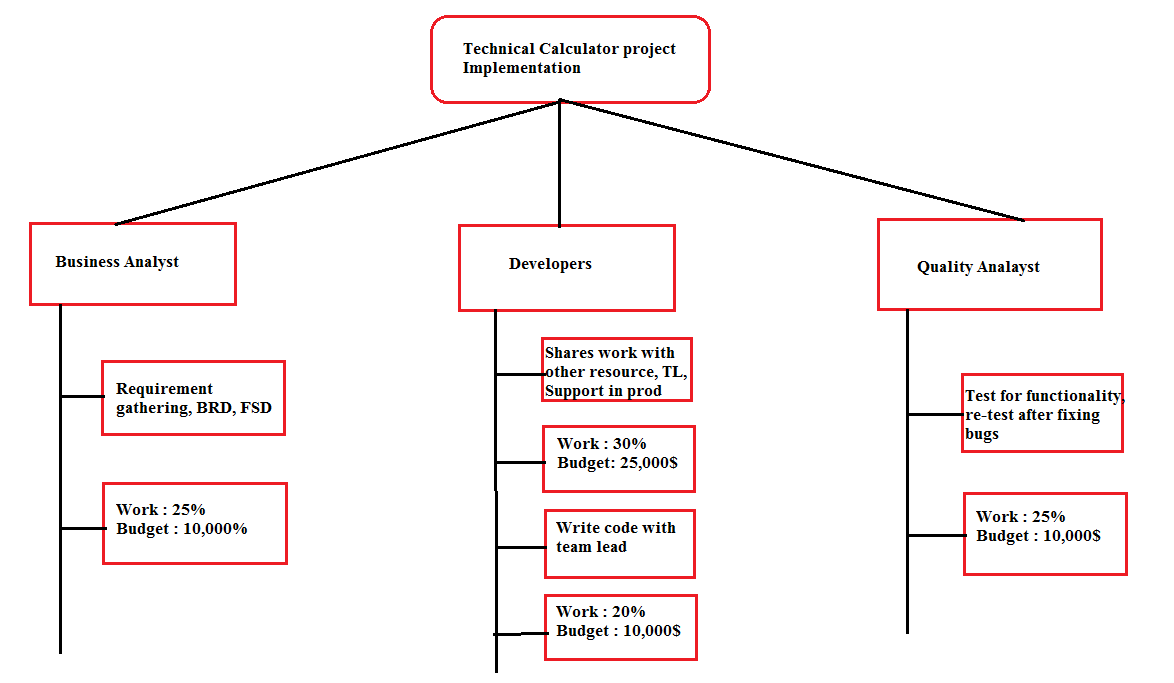 Technical Calculator project
Implementation
Business Analyst
Requirement
gathering, BRD, FSD
Work : 25%
Budget : 10,000%
Developers
Shares work with
other resource, TL,
Support in prod
Work : 30%
Budget: 25,000$
Write code with
team lead
Work : 20%
Budget : 10,000$
Quality Analayst
Test for functionality,
re-test after fixing
bugs
Work : 25%
Budget : 10,000$